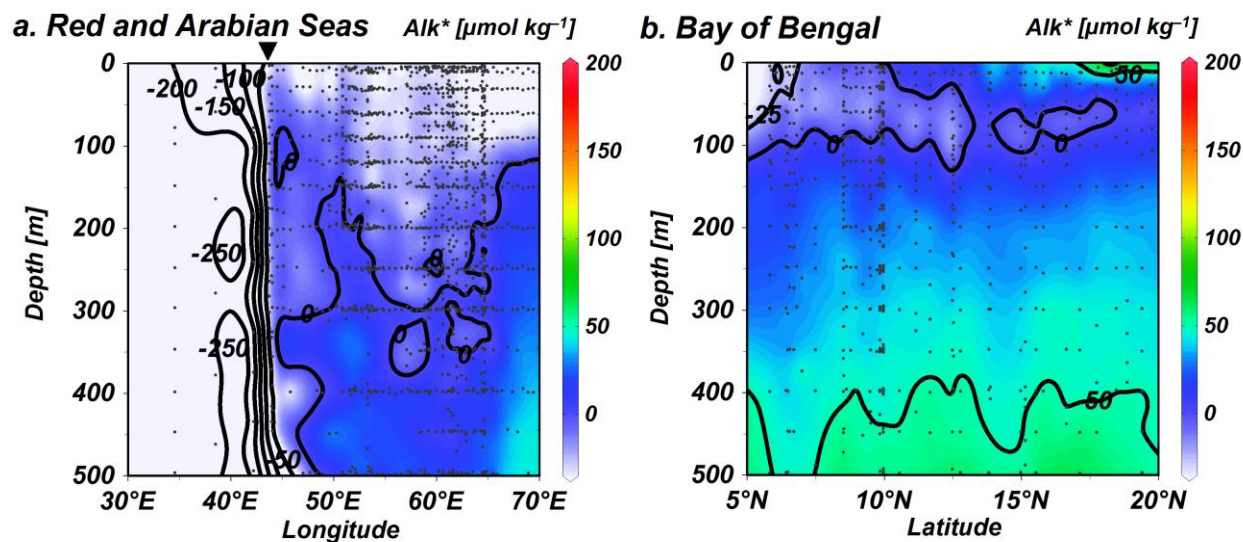 a. Red and Arabian Seas
Alk* [µmol kg⁻¹]
0
100
200
300
400
500
Depth [m]
-200
-150
-100
-250
-250
-50
0
0
0
0
0
30°E
40°E
50°E
60°E
70°E
Longitude
200
150
100
50
0
b. Bay of Bengal
Alk* [µmol kg⁻¹]
0
100
200
300
400
500
Depth [m]
0
-25
0
0
50
50
5°N
10°N
15°N
20°N
Latitude
200
150
100
50
0